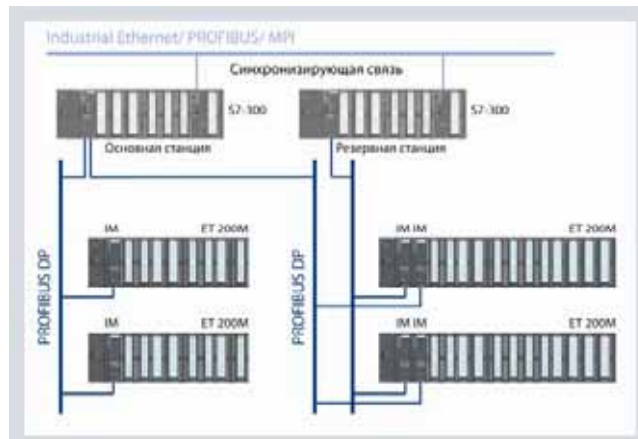 Industrial Ethernet/ PROFIBUS/ MPI
Синхронизирующая связь
S7-300
S7-300
Основная станция
Резервная станция
IM ET 200M
IM IM ET 200M
PROFIBUS DP
PROFIBUS DP
IM ET 200M
IM IM ET 200M